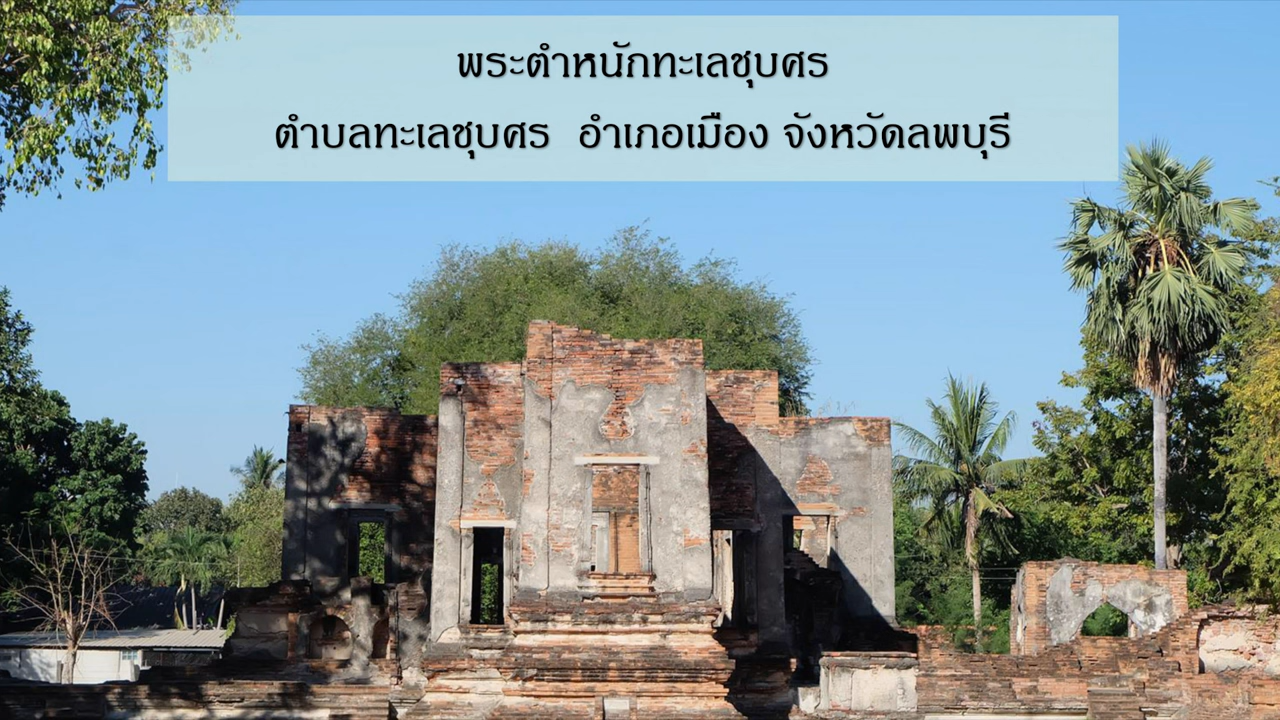 พระตำหนักทะเลชุบศร
ตำบลทะเลชุบศร อำเภอเมือง จังหวัดลพบุรี